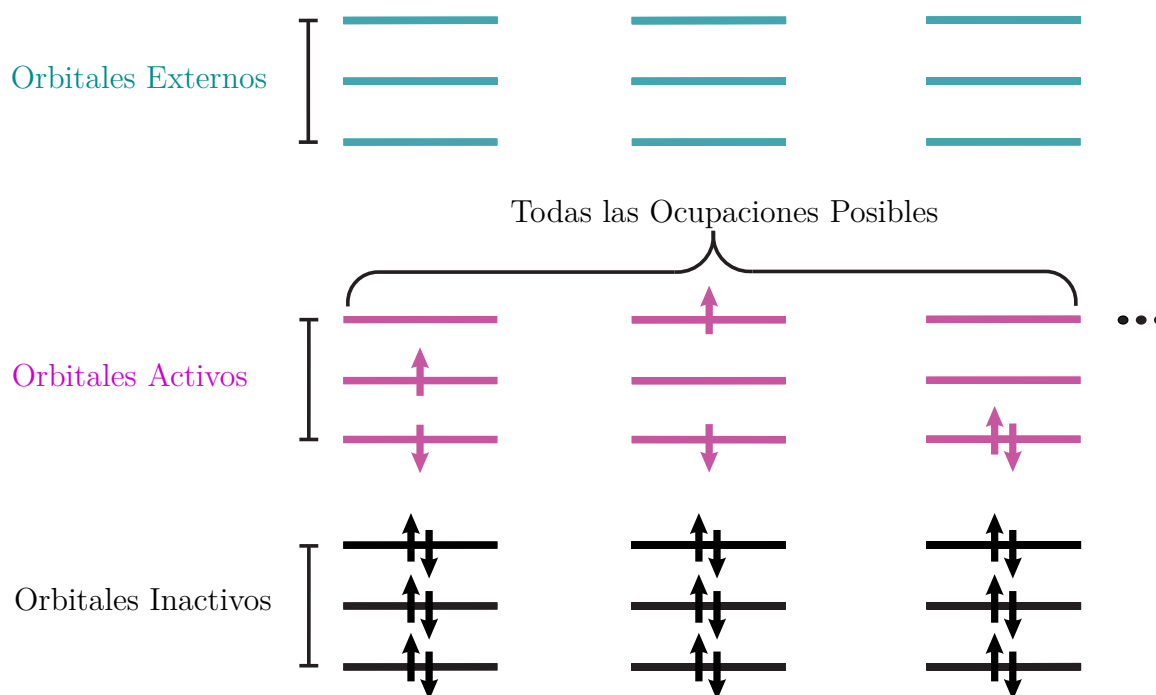 Orbitales Externos
Todas las Ocupaciones Posibles
Orbitales Activos
Orbitales Inactivos